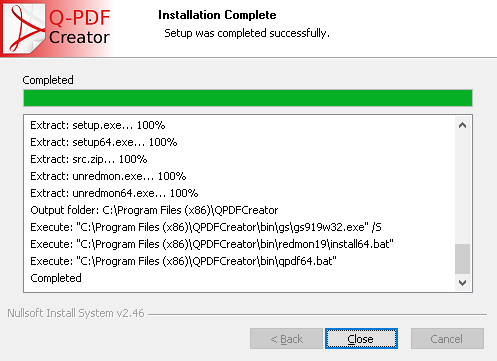 Q-PDF
Creator
Installation Complete
Setup was completed successfully.
Completed
Extract: setup.exe... 100%
Extract: setup64.exe... 100%
Extract: src.zip... 100%
Extract: unredmon.exe... 100%
Extract: unredmon64.exe... 100%
Output folder: C:\Program Files (x86)\QPDFCreator
Execute: "C:\Program Files (x86)\QPDFCreator\bin\gs\gs919w32.exe" /S
Execute: "C:\Program Files (x86)\QPDFCreator\bin\redmon19\install64.bat"
Execute: "C:\Program Files (x86)\QPDFCreator\bin\qpdf64.bat"
Completed
Nullsoft Install System v2.46
< Back
Close
Cancel